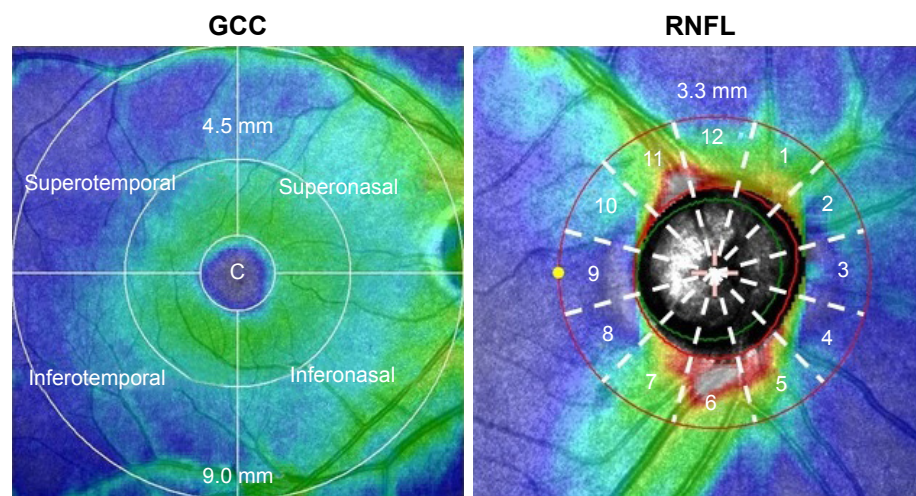 GCC
4.5 mm
Superotemporal
Superonasal
C
Inferotemporal
Inferonasal
9.0 mm
RNFL
3.3 mm
12
11
1
10
2
9
3
8
4
7
5
6